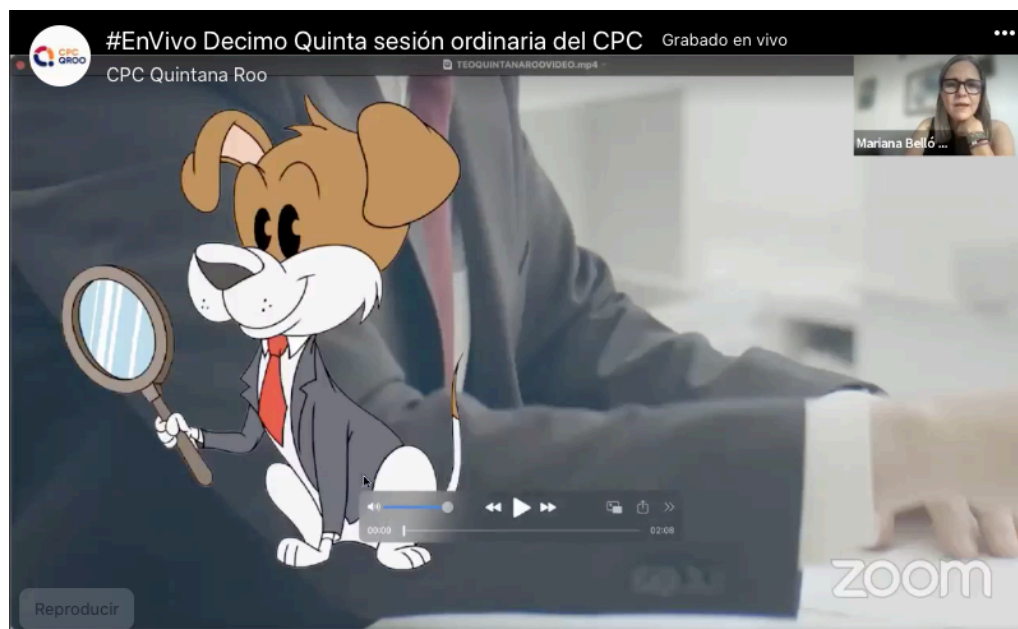 #EnVivo Decimo Quinta sesión ordinaria del CPC Grabado en vivo
CPC QROO
CPC Quintana Roo
TEOQUINTANAROOVIDEO.mp4
Mariana Belló ...
00:00
02:08
zoom
Reproducir